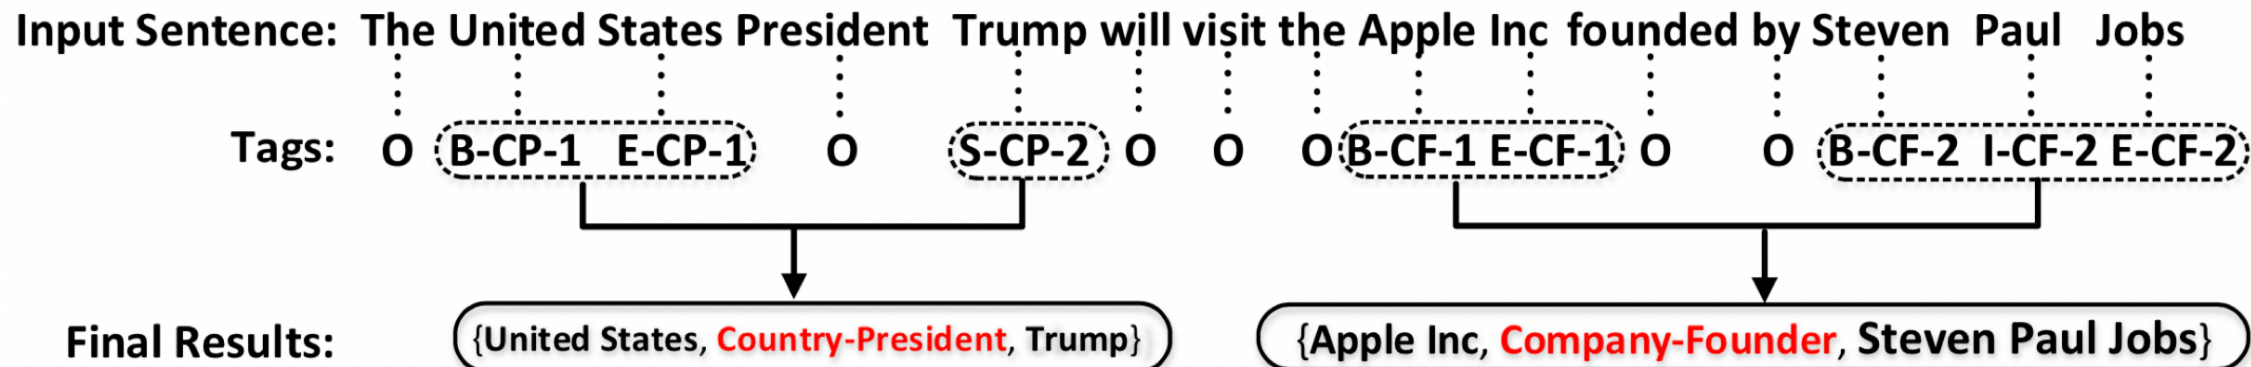 Input Sentence: The United States President Trump will visit the Apple Inc founded by Steven Paul Jobs
Tags: O B-CP-1 E-CP-1 O S-CP-2 O O O B-CF-1 E-CF-1 O O B-CF-2 I-CF-2 E-CF-2
Final Results: {United States, Country-President, Trump} {Apple Inc, Company-Founder, Steven Paul Jobs}